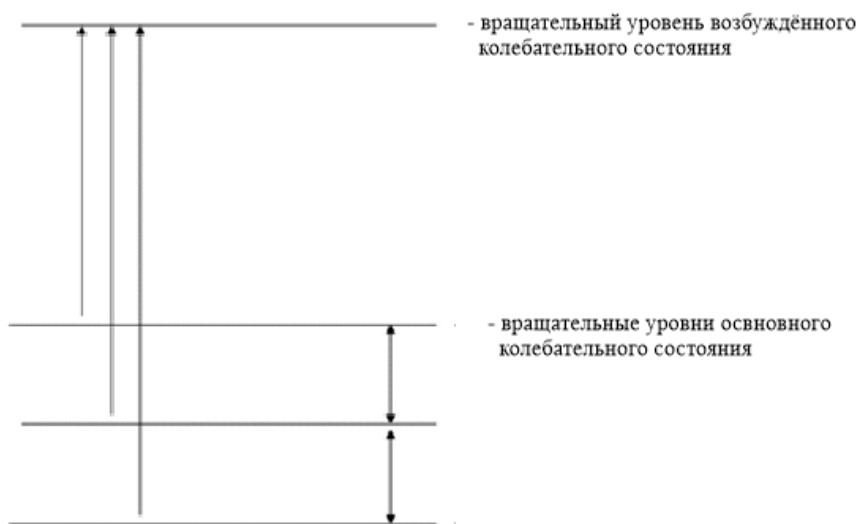 - вращательный уровень возбуждённого
колебательного состояния
- вращательные уровни освновного
колебательного состояния